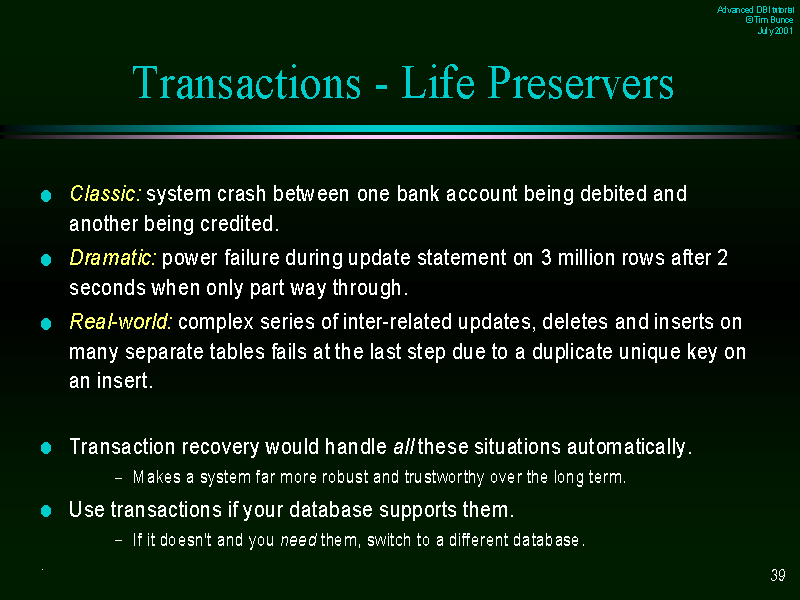 Advanced DBI tutorial
© Tim Bunce
July 2001
Transactions - Life Preservers
Classic: system crash between one bank account being debited and
another being credited.
Dramatic: power failure during update statement on 3 million rows after 2
seconds when only part way through.
Real-world: complex series of inter-related updates, deletes and inserts on
many separate tables fails at the last step due to a duplicate unique key on
an insert.
Transaction recovery would handle all these situations automatically.
– Makes a system far more robust and trustworthy over the long term.
Use transactions if your database supports them.
– If it doesn't and you need them, switch to a different database.
.
39